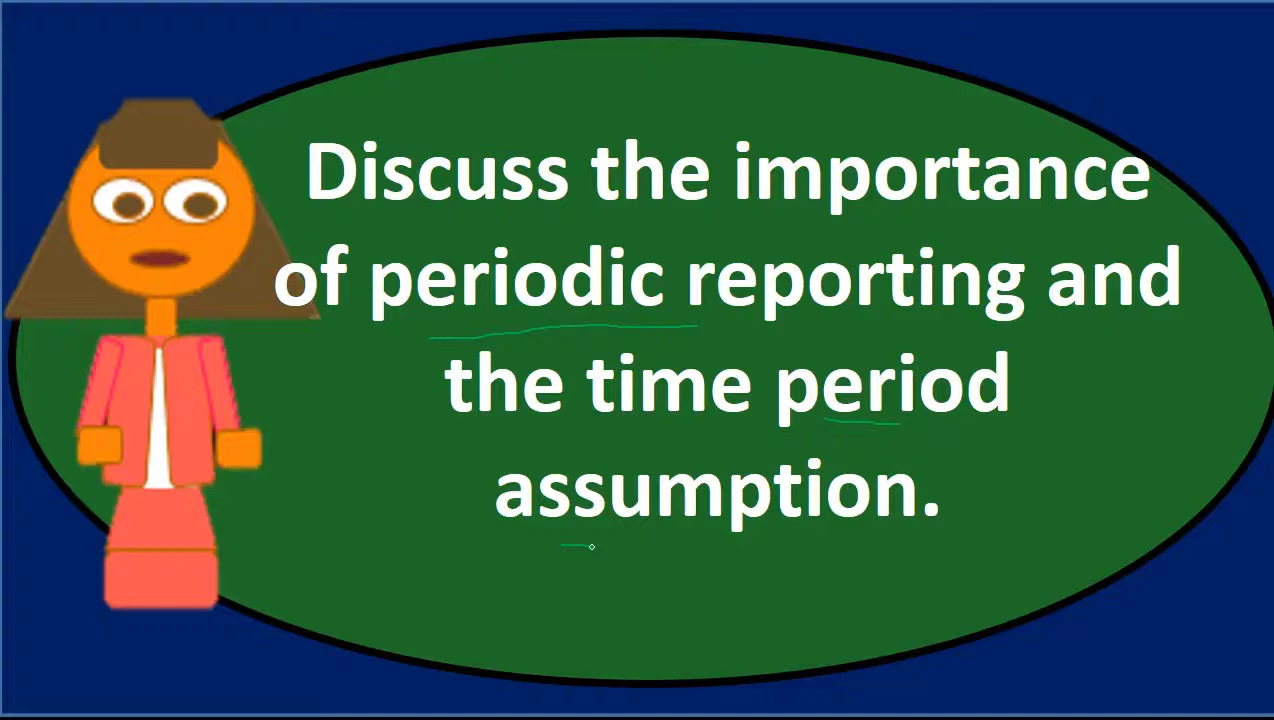 Discuss the importance
of periodic reporting and
the time period
assumption.